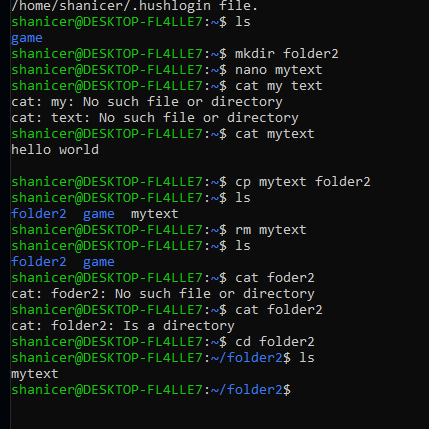 /home/shanicer/.hushlogin file.
shanicer@DESKTOP-FL4LLE7:~$ ls
game
shanicer@DESKTOP-FL4LLE7:~$ mkdir folder2
shanicer@DESKTOP-FL4LLE7:~$ nano mytext
shanicer@DESKTOP-FL4LLE7:~$ cat my text
cat: my: No such file or directory
cat: text: No such file or directory
shanicer@DESKTOP-FL4LLE7:~$ cat mytext
hello world
shanicer@DESKTOP-FL4LLE7:~$ cp mytext folder2
shanicer@DESKTOP-FL4LLE7:~$ ls
folder2  game  mytext
shanicer@DESKTOP-FL4LLE7:~$ rm mytext
shanicer@DESKTOP-FL4LLE7:~$ ls
folder2  game
shanicer@DESKTOP-FL4LLE7:~$ cat foder2
cat: foder2: No such file or directory
shanicer@DESKTOP-FL4LLE7:~$ cat folder2
cat: folder2: Is a directory
shanicer@DESKTOP-FL4LLE7:~$ cd folder2
shanicer@DESKTOP-FL4LLE7:~/folder2$ ls
mytext
shanicer@DESKTOP-FL4LLE7:~/folder2$